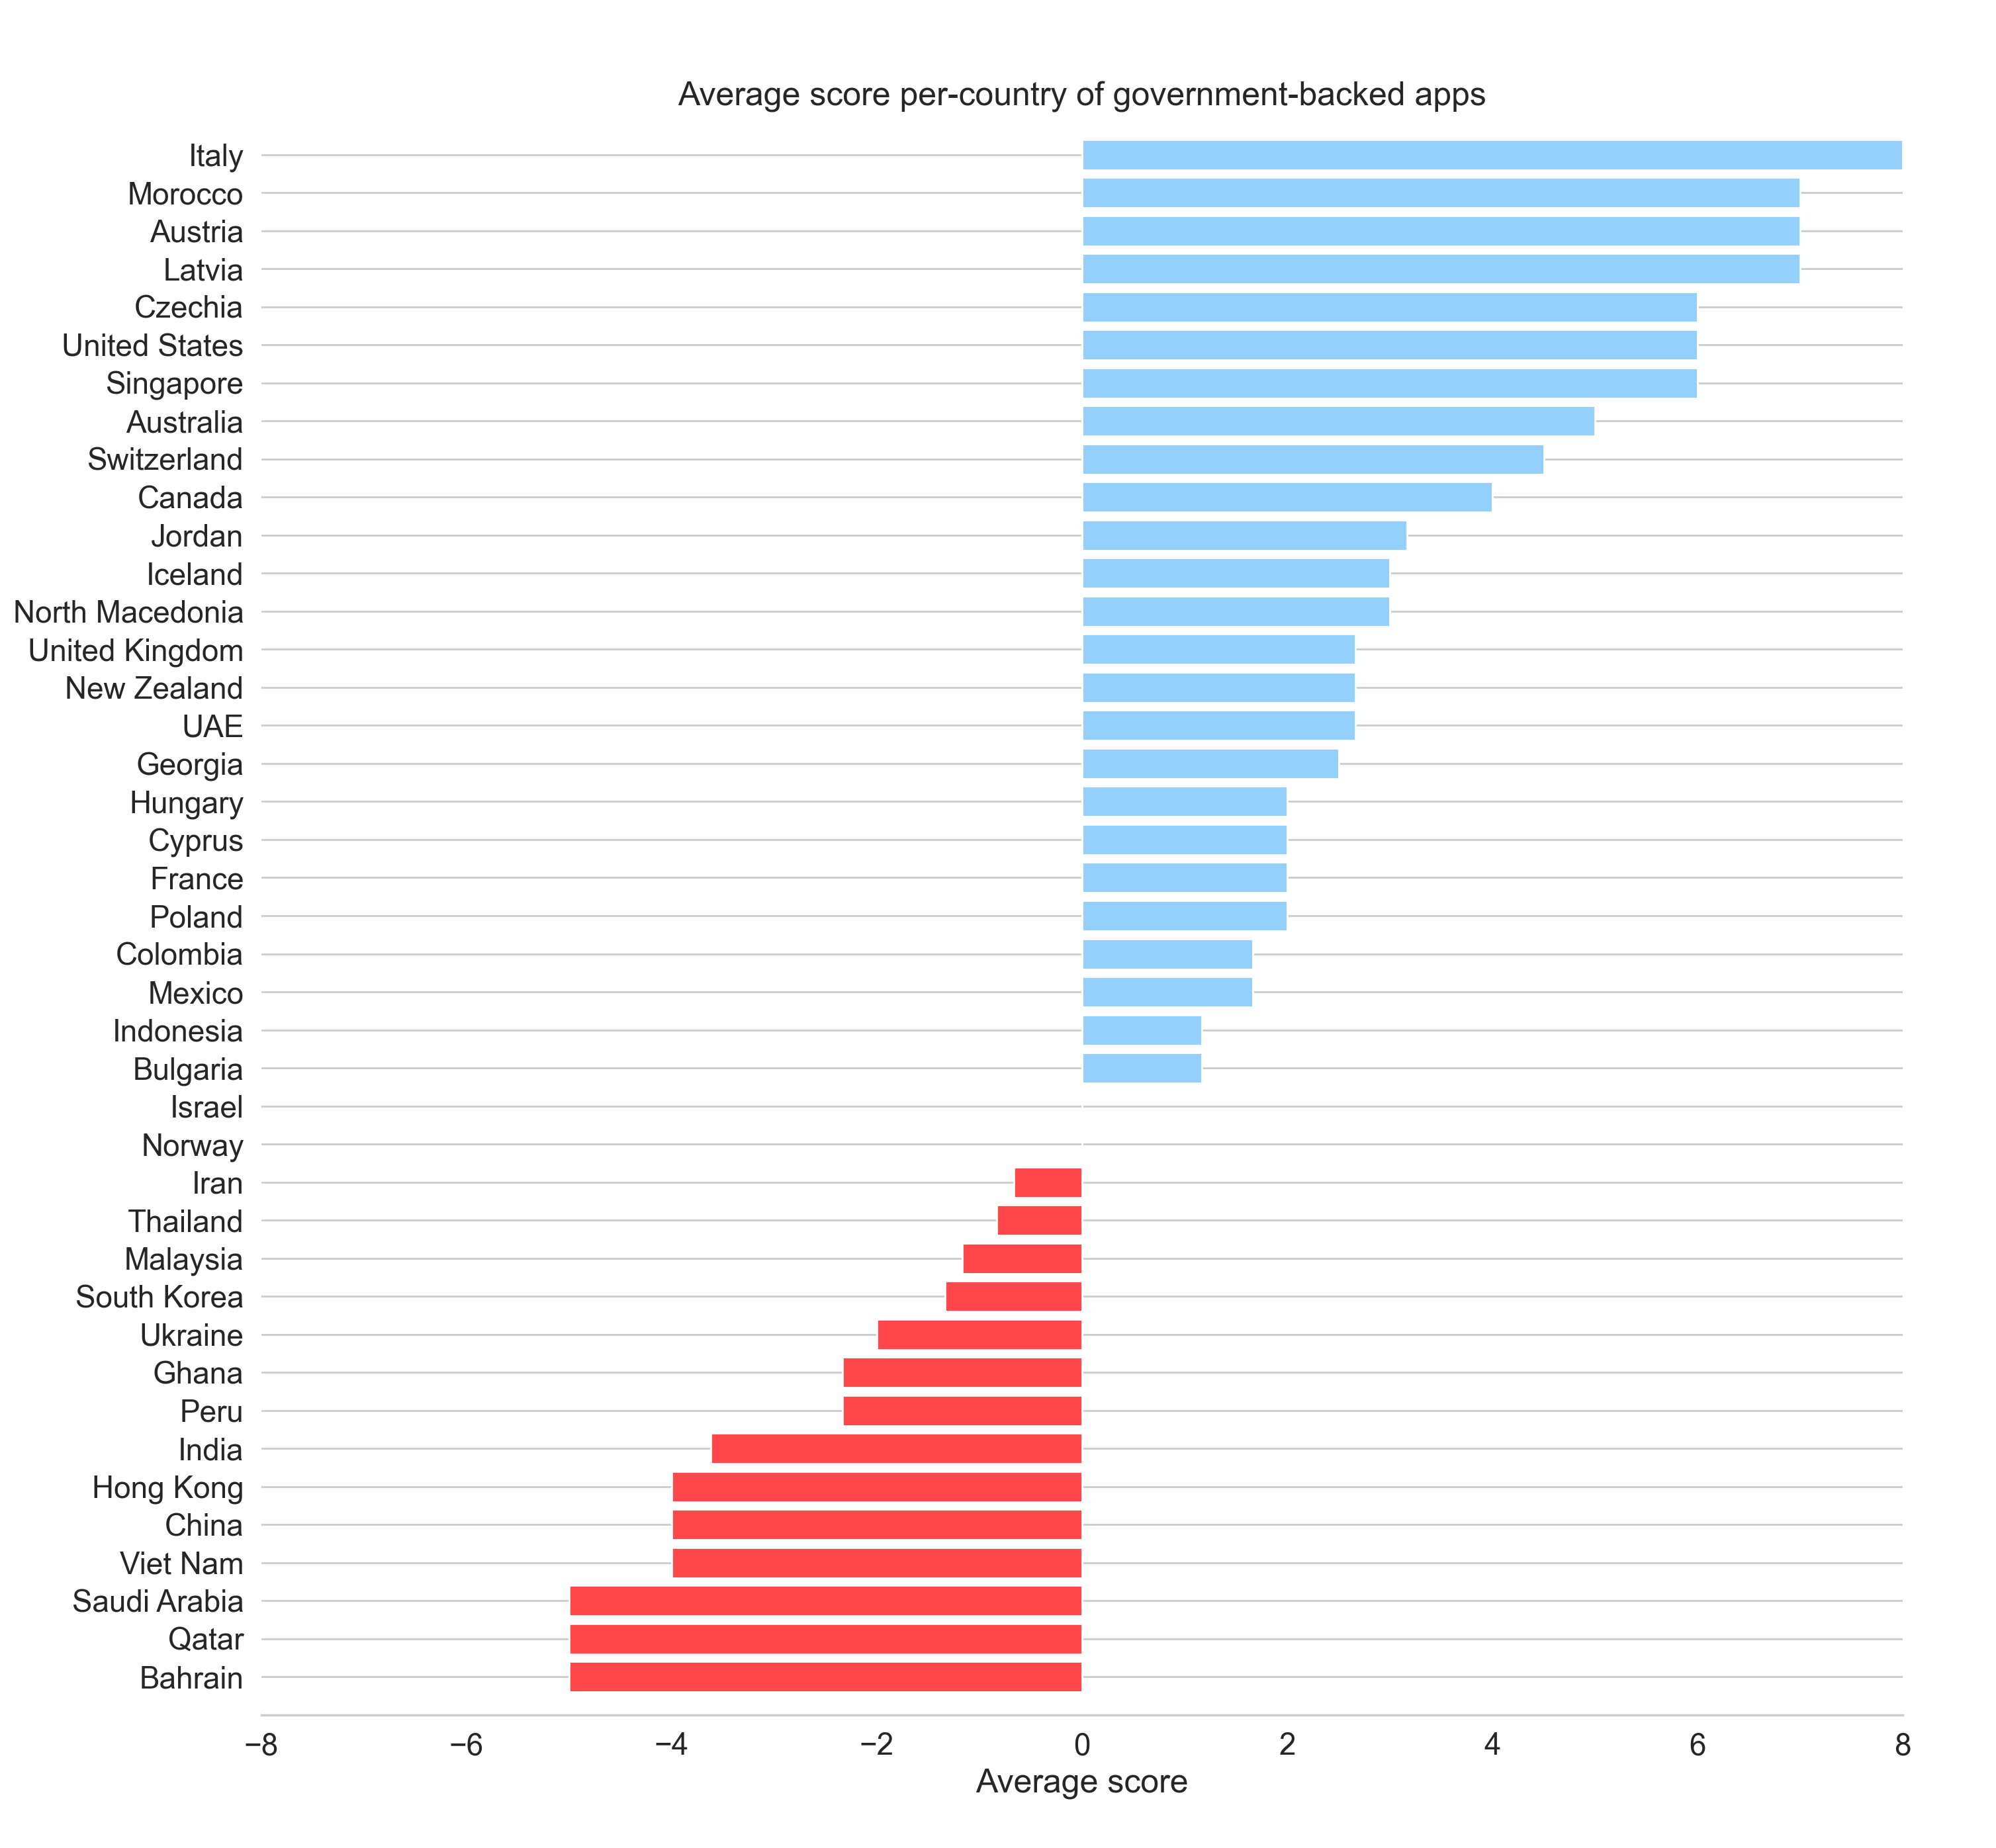 Average score per-country of government-backed apps
Italy
Morocco
Austria
Latvia
Czechia
United States
Singapore
Australia
Switzerland
Canada
Jordan
Iceland
North Macedonia
United Kingdom
New Zealand
UAE
Georgia
Hungary
Cyprus
France
Poland
Colombia
Mexico
Indonesia
Bulgaria
Israel
Norway
Iran
Thailand
Malaysia
South Korea
Ukraine
Ghana
Peru
India
Hong Kong
China
Viet Nam
Saudi Arabia
Qatar
Bahrain
−8 −6 −4 −2 0 2 4 6 8
Average score